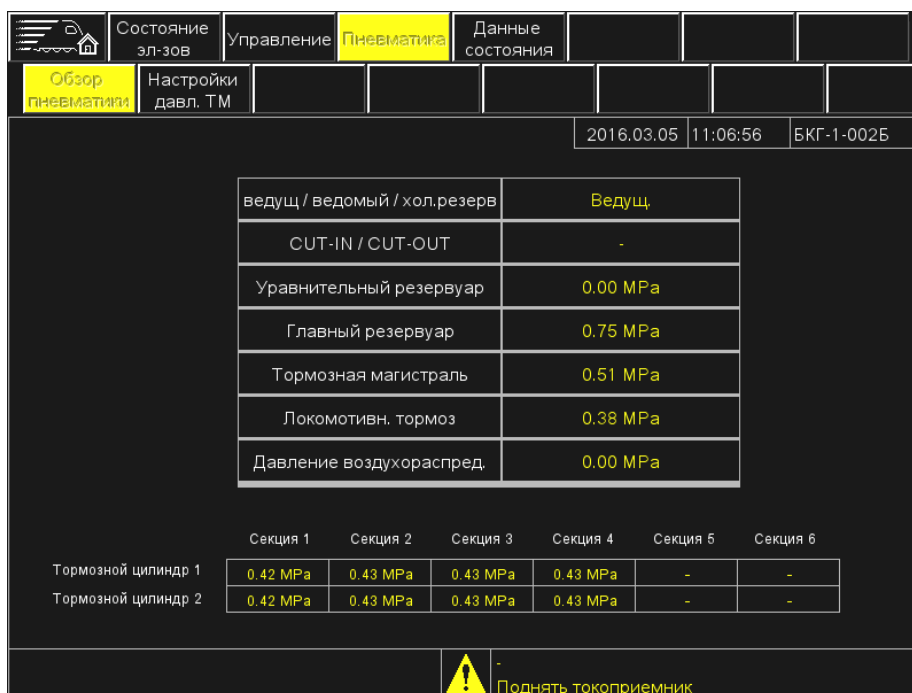 Состояние эл-зов
Управление
Пневматика
Данные состояния
Обзор пневматики
Настройки давл. ТМ
2016.03.05 11:06:56 БКГ-1-002Б
ведущ / ведомый / хол.резерв Ведущ.
CUT-IN / CUT-OUT -
Уравнительный резервуар 0.00 MPa
Главный резервуар 0.75 MPa
Тормозная магистраль 0.51 MPa
Локомотивн. тормоз 0.38 MPa
Давление воздухораспред. 0.00 MPa
Секция 1 Секция 2 Секция 3 Секция 4 Секция 5 Секция 6
Тормозной цилиндр 1 0.42 MPa 0.43 MPa 0.43 MPa 0.43 MPa - -
Тормозной цилиндр 2 0.42 MPa 0.43 MPa 0.43 MPa 0.43 MPa - -
-
Поднять токоприемник